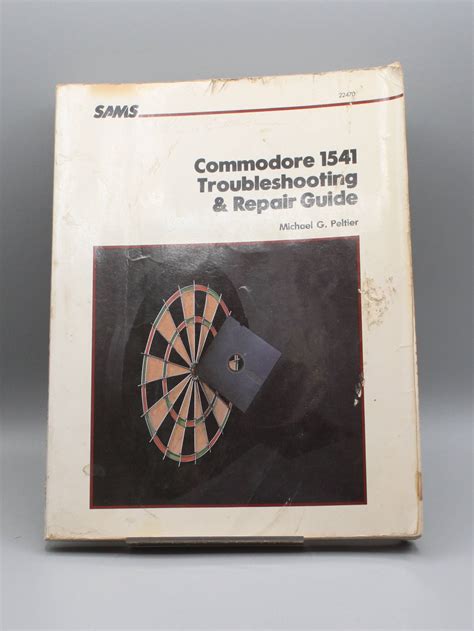 SAMS
22470
Commodore 1541
Troubleshooting
& Repair Guide
Michael G. Peltier